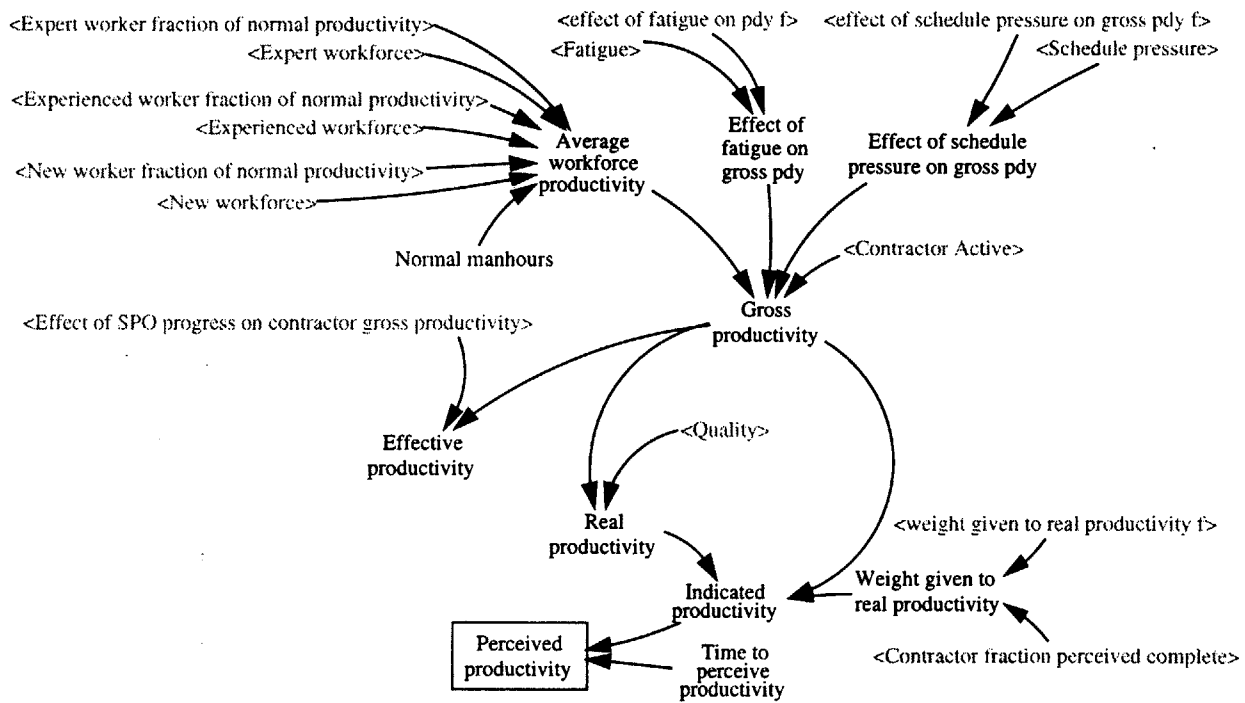 <Expert worker fraction of normal productivity>
<Expert workforce>
<Experienced worker fraction of normal productivity>
<Experienced workforce>
<New worker fraction of normal productivity>
<New workforce>
Normal manhours
Average
workforce
productivity
<effect of fatigue on pdy f>
<Fatigue>
Effect of
fatigue on
gross pdy
<effect of schedule pressure on gross pdy f>
<Schedule pressure>
Effect of schedule
pressure on gross pdy
<Contractor Active>
Gross
productivity
<Effect of SPO progress on contractor gross productivity>
Effective
productivity
<Quality>
Real
productivity
<weight given to real productivity f>
Weight given to
real productivity
<Contractor fraction perceived complete>
Indicated
productivity
Perceived
productivity
Time to
perceive
productivity